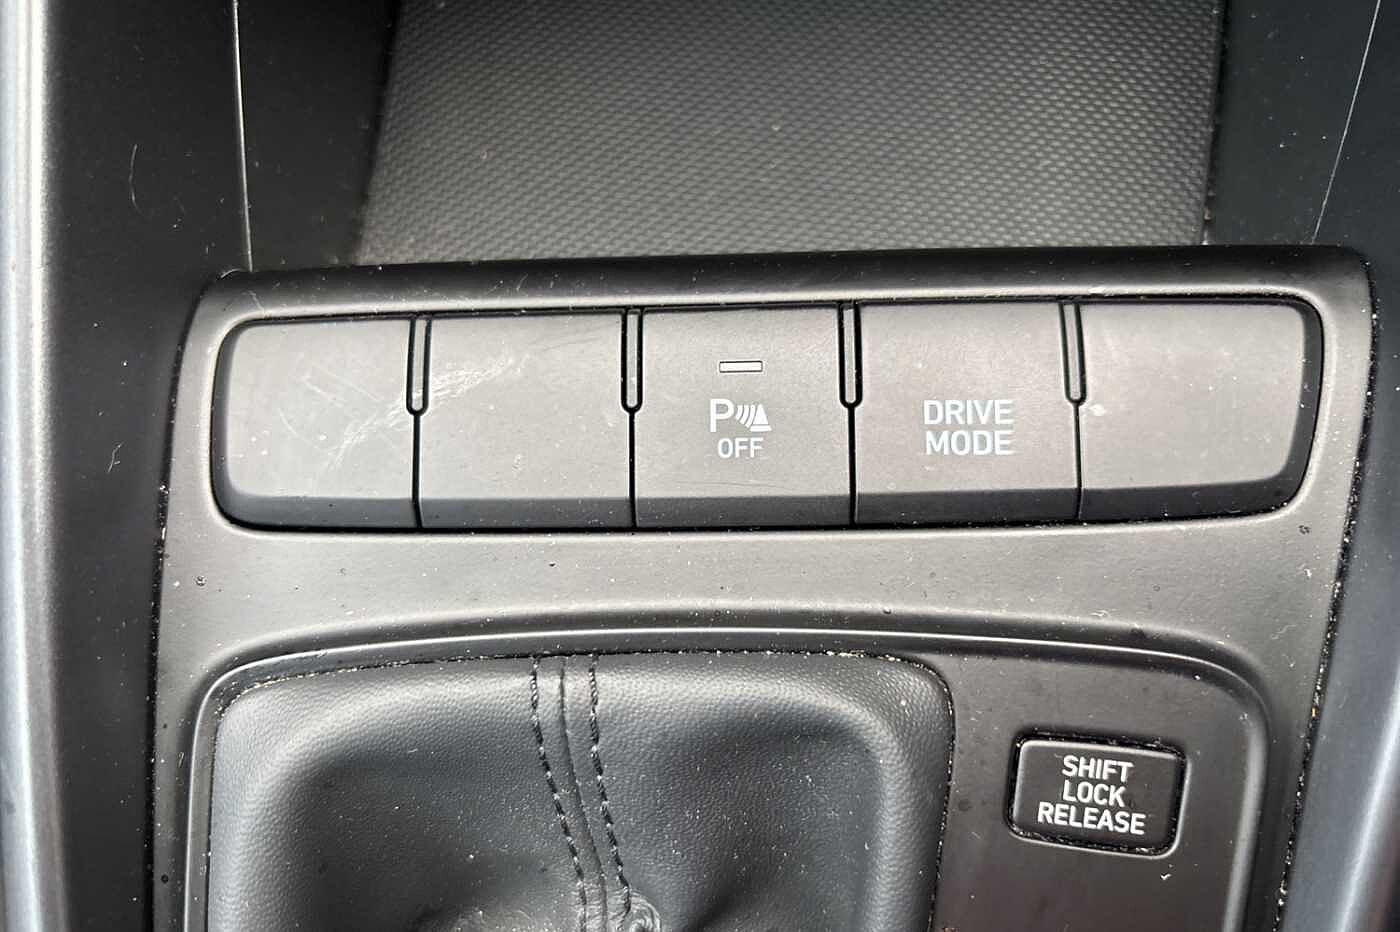 P
OFF
DRIVE
MODE
SHIFT
LOCK
RELEASE